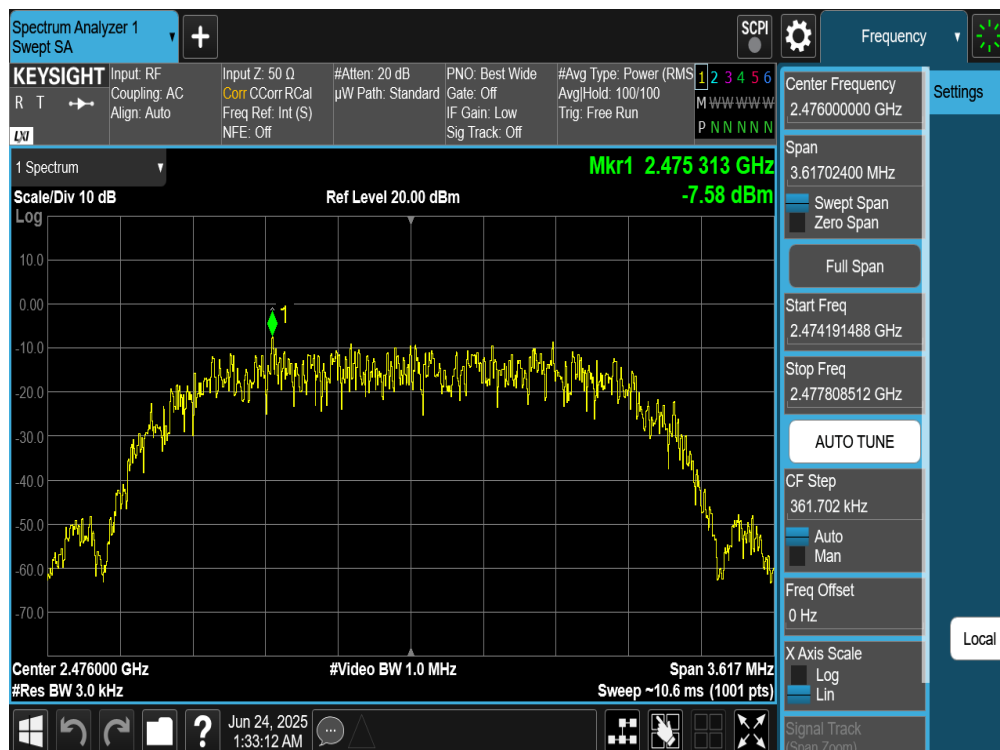 Spectrum Analyzer 1
Swept SA
+
SCPI
Frequency
KEYSIGHT
R T
LXI
Input: RF
Coupling: AC
Align: Auto
Input Z: 50 Ω
Corr CCorr RCal
Freq Ref: Int (S)
NFE: Off
#Atten: 20 dB
µW Path: Standard
PNO: Best Wide
Gate: Off
IF Gain: Low
Sig Track: Off
#Avg Type: Power (RMS
Avg|Hold: 100/100
Trig: Free Run
1 2 3 4 5 6
M W W W W W W
P N N N N N
Settings
1 Spectrum
Mkr1 2.475 313 GHz
Scale/Div 10 dB
Ref Level 20.00 dBm
-7.58 dBm
Log
10.0
0.00
-10.0
-20.0
-30.0
-40.0
-50.0
-60.0
-70.0
1
Center 2.476000 GHz
#Video BW 1.0 MHz
Span 3.617 MHz
#Res BW 3.0 kHz
Sweep ~10.6 ms (1001 pts)
Center Frequency
2.476000000 GHz
Span
3.61702400 MHz
Swept Span
Zero Span
Full Span
Start Freq
2.474191488 GHz
Stop Freq
2.477808512 GHz
AUTO TUNE
CF Step
361.702 kHz
Auto
Man
Freq Offset
0 Hz
X Axis Scale
Log
Lin
Signal Track
(Span Zoom)
Local
?
Jun 24, 2025
1:33:12 AM